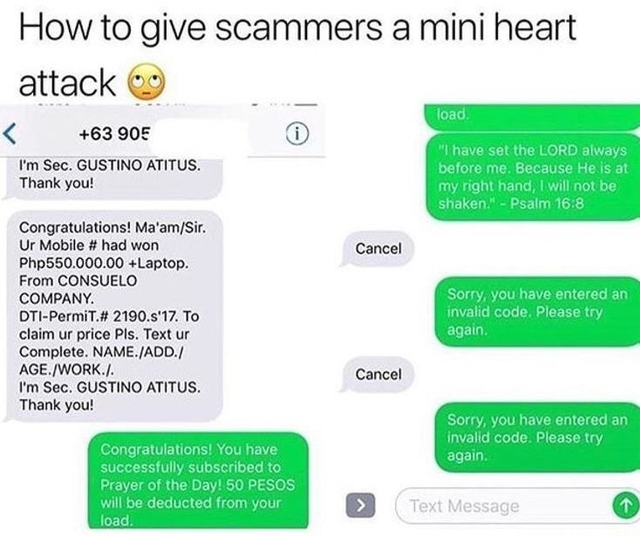 How to give scammers a mini heart
attack 🙄
+63 905
I'm Sec. GUSTINO ATITUS.
Thank you!
Congratulations! Ma'am/Sir.
Ur Mobile # had won
Php550.000.00 +Laptop.
From CONSUELO
COMPANY.
DTI-PermiT.# 2190.s'17. To
claim ur price Pls. Text ur
Complete. NAME./ADD./
AGE./WORK./.
I'm Sec. GUSTINO ATITUS.
Thank you!
Congratulations! You have
successfully subscribed to
Prayer of the Day! 50 PESOS
will be deducted from your
load.
load.
"I have set the LORD always
before me. Because He is at
my right hand, I will not be
shaken." - Psalm 16:8
Cancel
Sorry, you have entered an
invalid code. Please try
again.
Cancel
Sorry, you have entered an
invalid code. Please try
again.
Text Message